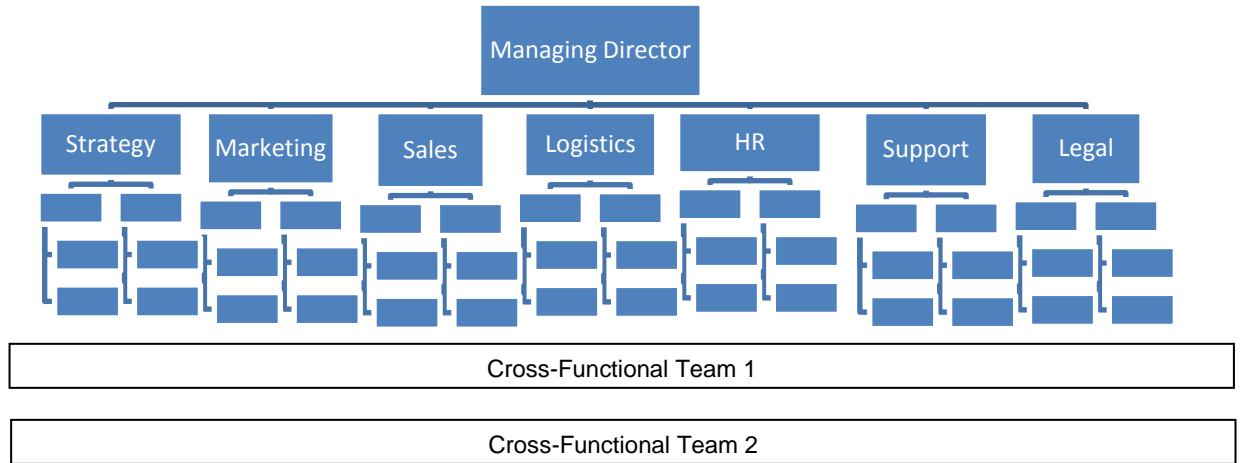 Managing Director
Strategy
Marketing
Sales
Logistics
HR
Support
Legal
Cross-Functional Team 1
Cross-Functional Team 2